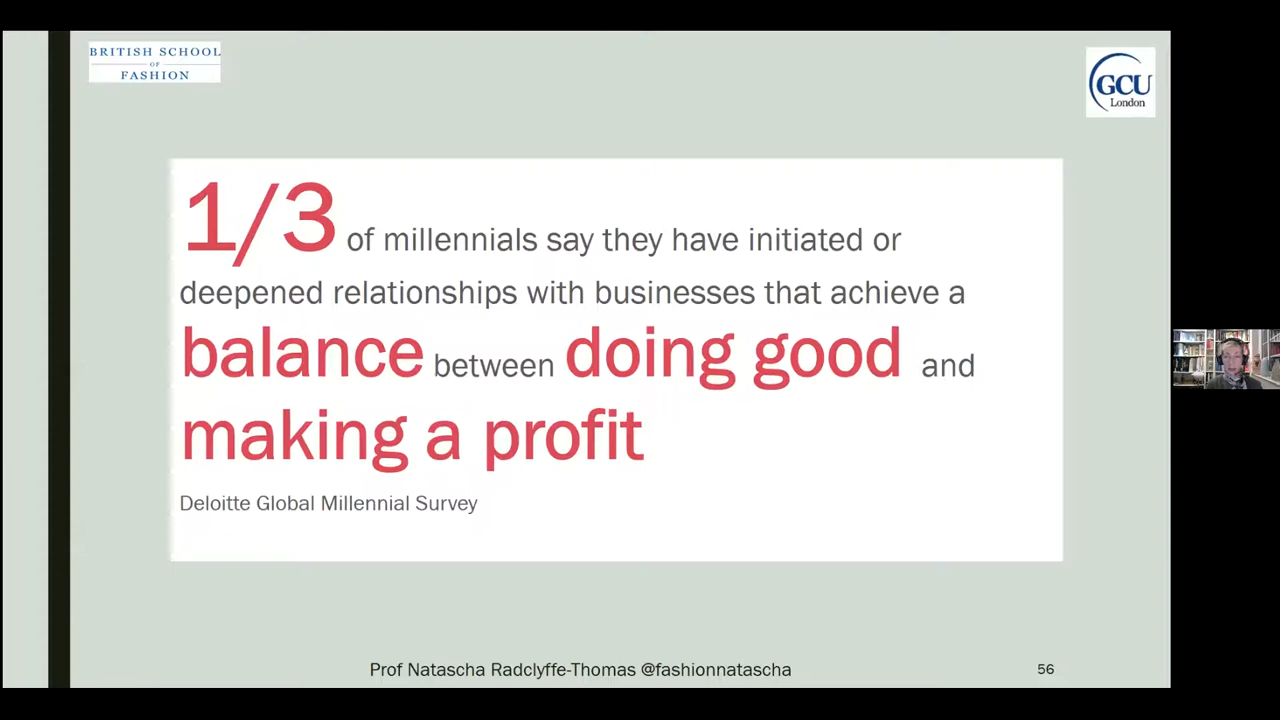 BRITISH SCHOOL
OF
FASHION
GCU
London
1/3 of millennials say they have initiated or
deepened relationships with businesses that achieve a
balance between doing good and
making a profit
Deloitte Global Millennial Survey
Prof Natascha Radclyffe-Thomas @fashionnatascha
56